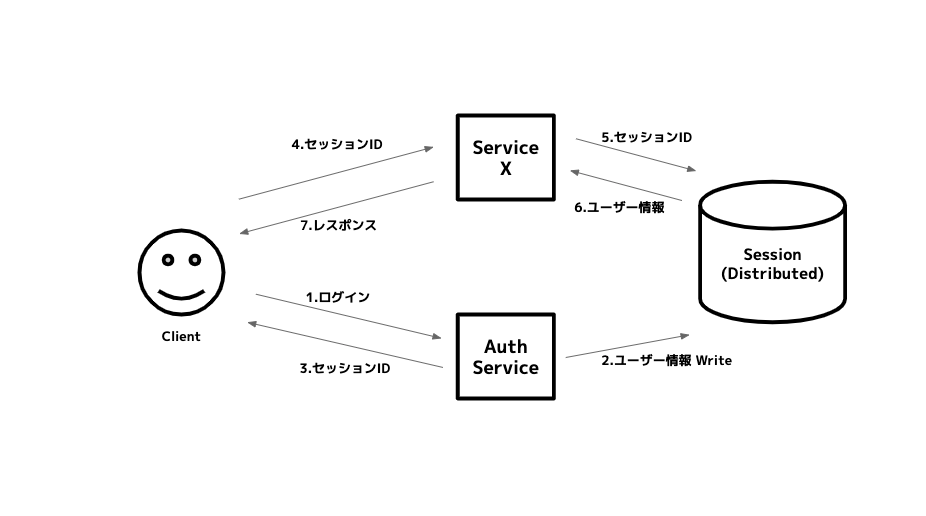 4.セッションID
Service
X
5.セッションID
6.ユーザー情報
7.レスポンス
Session
(Distributed)
Client
1.ログイン
Auth
Service
3.セッションID
2.ユーザー情報 Write